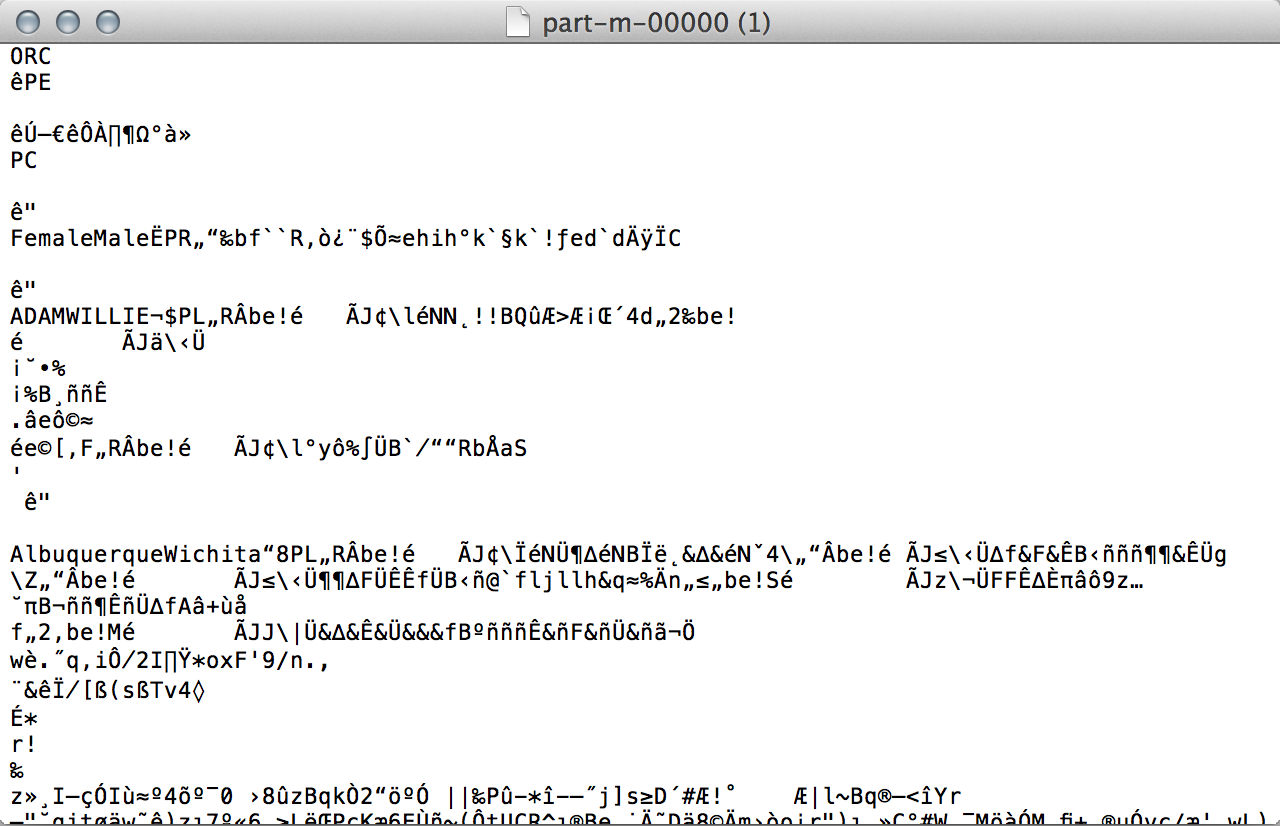 part-m-00000 (1)
ORC
êPE
êÚ—€êÔÀ∏¶Ω°à»
PC
ê"
FemaleMaleËPR„“‰bf``R‚ò¿¨$Õ≈ehih°k`§k`!ƒed`dÄÿÏC
ê"
ADAMWILLIE¬$PL„RÂbe!é ÃJ¢\léNN˛!!BQûÆ>Æ¡Œ´4d„2‰be!
é ÃJä\‹Ü
¡˘•%
¡%B¸ññÊ
.âeô©≈
ée©[‚F„RÂbe!é ÃJ¢\l°yô%∫ÜB`⁄““RbÅaS
'
ê"
AlbuquerqueWichita“8PL„RÂbe!é ÃJ¢\ÏéNÜ¶∆éNBÏë˛&∆&éNˇ4\„“Âbe!é ÃJ≤\‹Ü∆f&F&ÊB‹ñññ¶¶&ÊÜg
\Z„“Âbe!é ÃJ≤\‹Ü¶¶∆FÜÊÊfÜB‹ñ@`fljllh&q≈%Än„≤„be!Sé ÃJz\¬ÜFFÊ∆Èπâô9z…
˘πB¬ññ¶ÊñÜ∆fAâ+ùå
f„2‚be!Mé ÃJJ\|Ü&∆&Ê&Ü&&&fBºñññÊ&ñF&ñÜ&ñã¬Ö
wè.˝q‚iÔ⁄2I∏Ÿ*oxF'9/n.‚
¨&êÏ⁄[ß(sßTv4◊
É*
r!
‰
z»¸I—çÓIù≈º4õº¯0 ›8ûzBqkÒ2“öºÓ ||‰Pû–*î-—˝j]s≥D´#Æ!˚ Æ|l~Bq®—<îYr